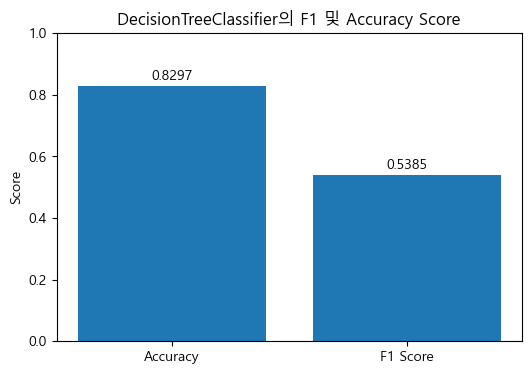 DecisionTreeClassifier의 F1 및 Accuracy Score
1.0
0.8
0.6
0.4
0.2
0.0
Score
0.8297
0.5385
Accuracy
F1 Score